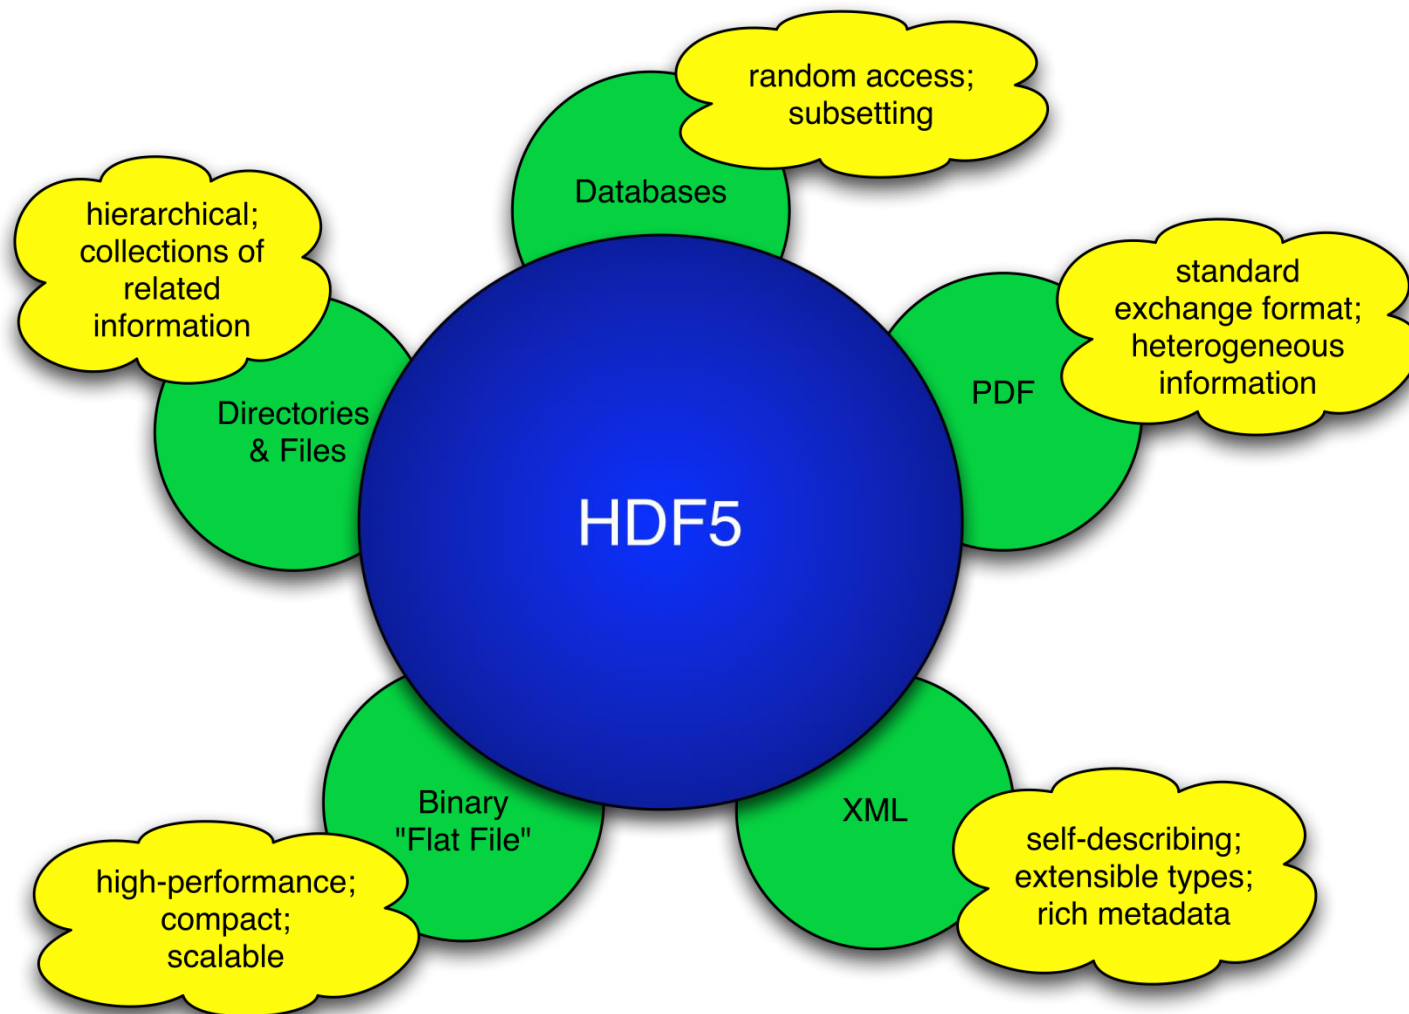 random access;
subsetting
Databases
hierarchical;
collections of
related
information
Directories
& Files
standard
exchange format;
heterogeneous
information
PDF
HDF5
Binary
"Flat File"
high-performance;
compact;
scalable
XML
self-describing;
extensible types;
rich metadata